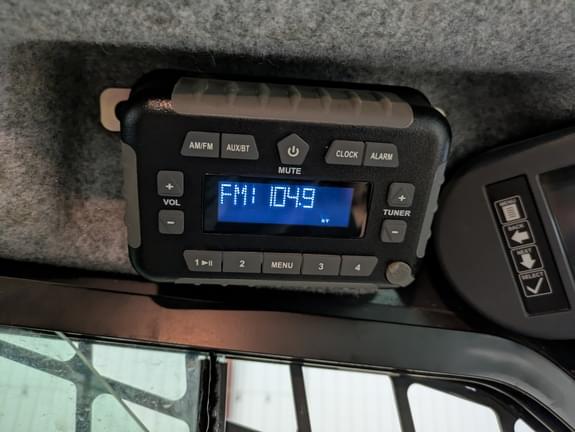 AM/FM
AUX/BT
MUTE
CLOCK
ALARM
+
VOL
−
FM1 104.9
+
TUNER
−
1 ▶II
2
MENU
3
4
MENU
BACK
NEXT
SELECT